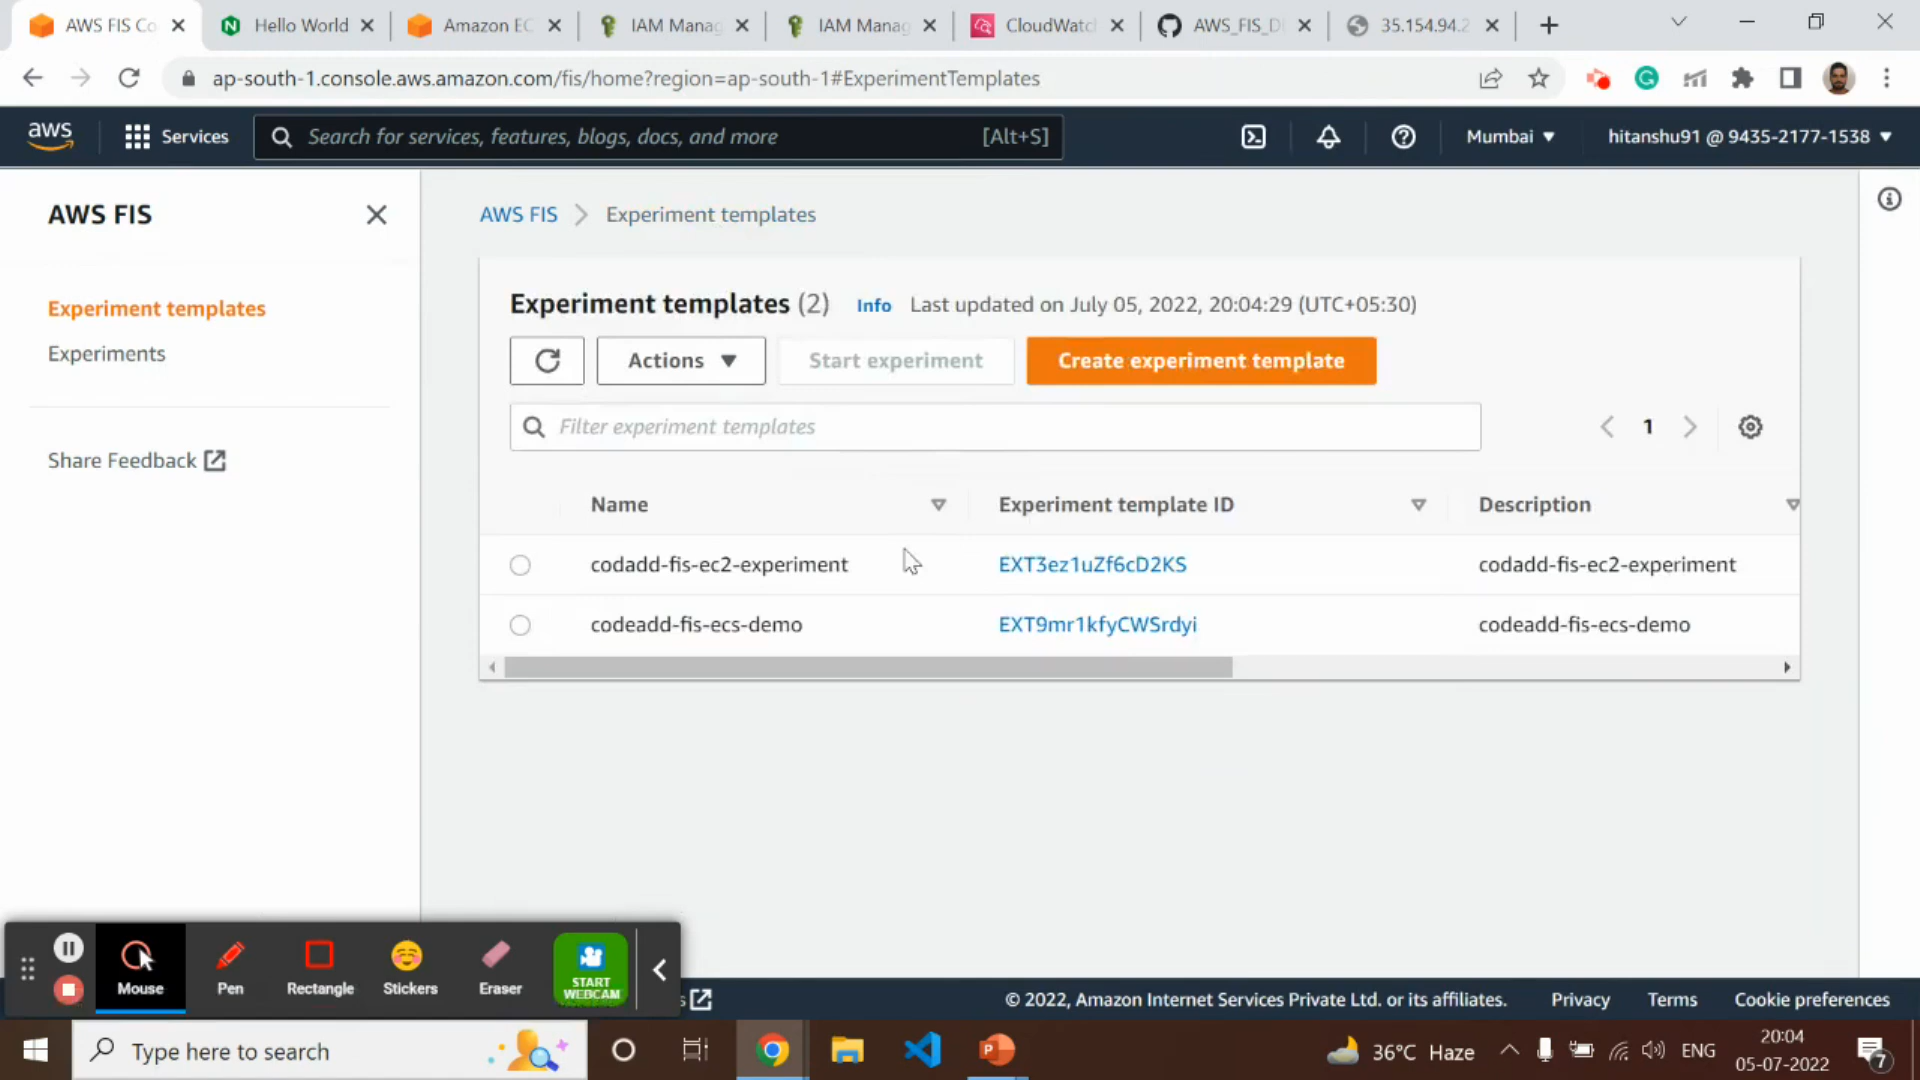 AWS FIS Co
Hello World
Amazon EC
IAM Manag
IAM Manag
CloudWatc
AWS_FIS_D
35.154.94.2
ap-south-1.console.aws.amazon.com/fis/home?region=ap-south-1#ExperimentTemplates
aws
Services
Search for services, features, blogs, docs, and more
[Alt+S]
Mumbai ▼
hitanshu91 @ 9435-2177-1538 ▼
AWS FIS
Experiment templates
Experiments
Share Feedback
AWS FIS > Experiment templates
Experiment templates (2) Info Last updated on July 05, 2022, 20:04:29 (UTC+05:30)
Actions ▼
Start experiment
Create experiment template
Filter experiment templates
1
Name
Experiment template ID
Description
codadd-fis-ec2-experiment
EXT3ez1uZf6cD2KS
codadd-fis-ec2-experiment
codeadd-fis-ecs-demo
EXT9mr1kfyCWSrdyi
codeadd-fis-ecs-demo
Mouse
Pen
Rectangle
Stickers
Eraser
START
WEBCAM
s
© 2022, Amazon Internet Services Private Ltd. or its affiliates.
Privacy
Terms
Cookie preferences
Type here to search
36°C Haze
ENG
20:04
05-07-2022
7